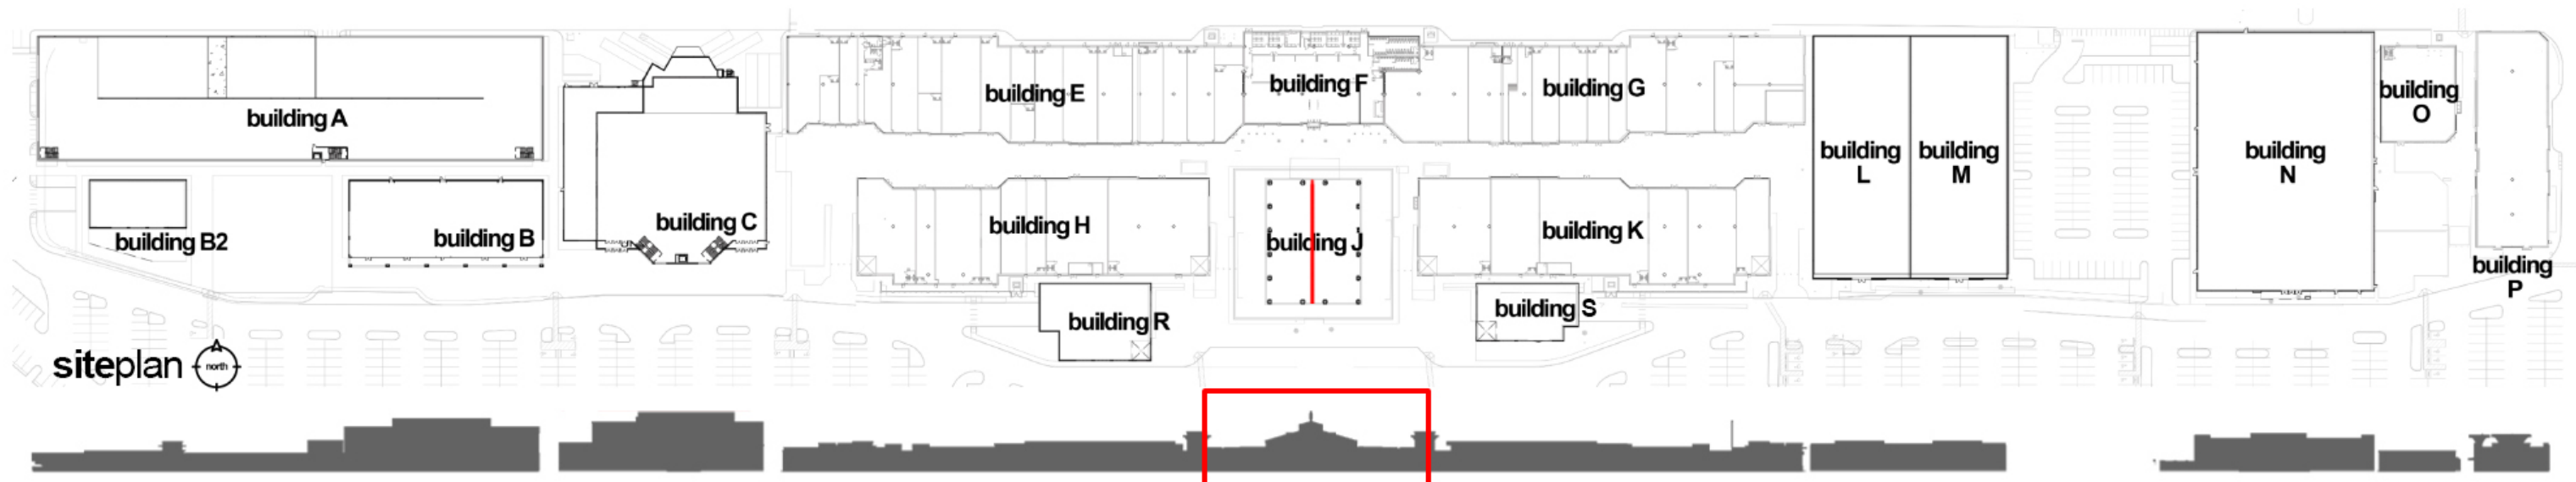 building A
building B2
building B
building C
building E
building F
building G
building H
building J
building K
building
L
building
M
building
N
building
O
building
P
building R
building S
siteplan
north